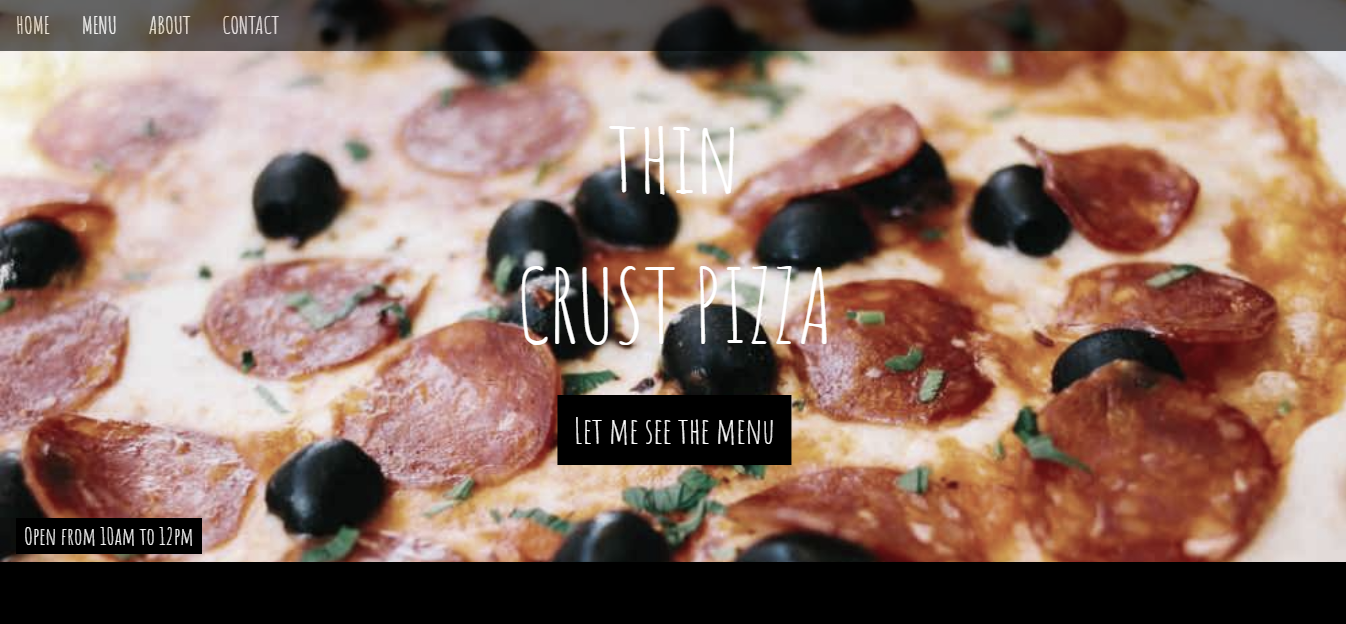 HOME MENU ABOUT CONTACT
THIN
CRUST PIZZA
Let me see the menu
Open from 10am to 12pm